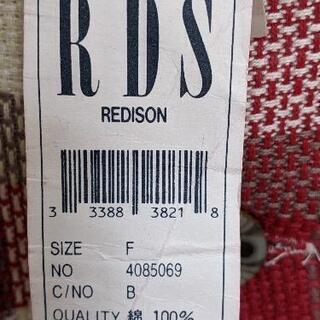 RDS
REDISON
3 3388 3821 8
SIZE F
NO 4085069
C/NO B
QUALITY 綿 100%